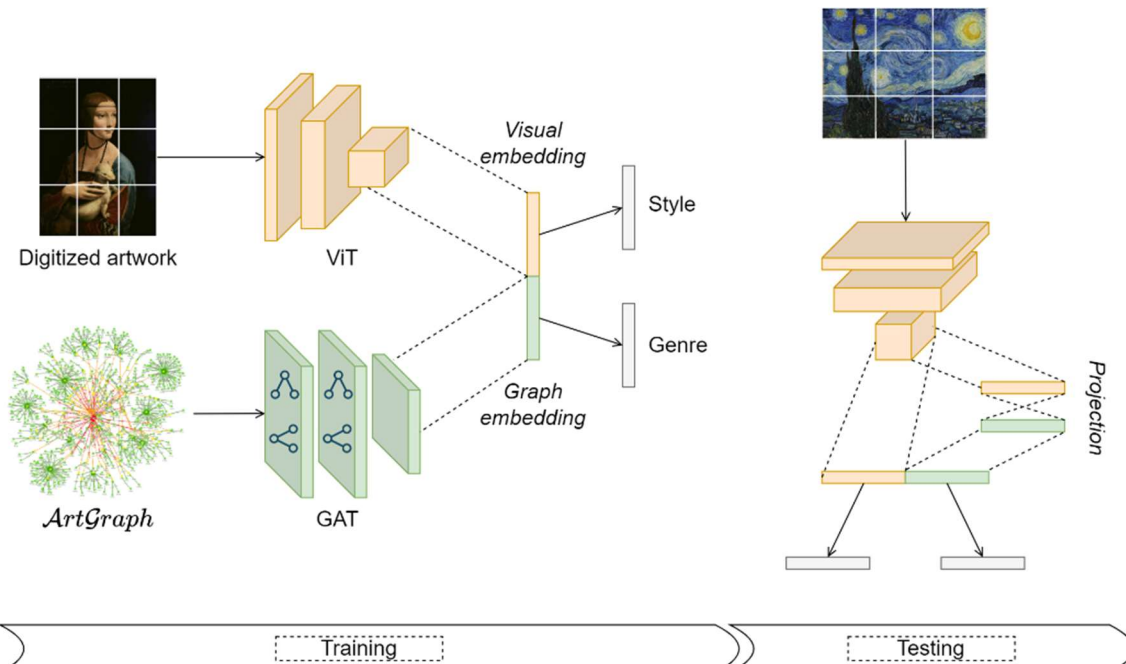 Digitized artwork
ViT
Visual
embedding
Style
Genre
Graph
embedding
ArtGraph
GAT
Projection
Training
Testing